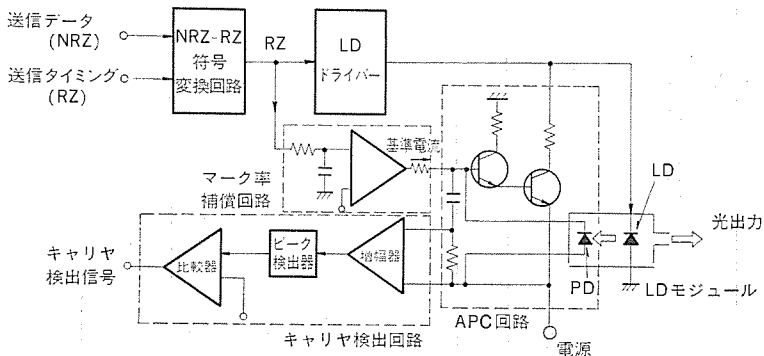 送信データ
(NRZ)
送信タイミング
(RZ)
NRZ-RZ
符号
変換回路
RZ
LD
ドライバー
基準電流
マーク率
補償回路
LD
光出力
PD
LDモジュール
キャリヤ
検出信号
比較器
ピーク
検出器
増幅器
キャリヤ検出回路
APC回路
電源